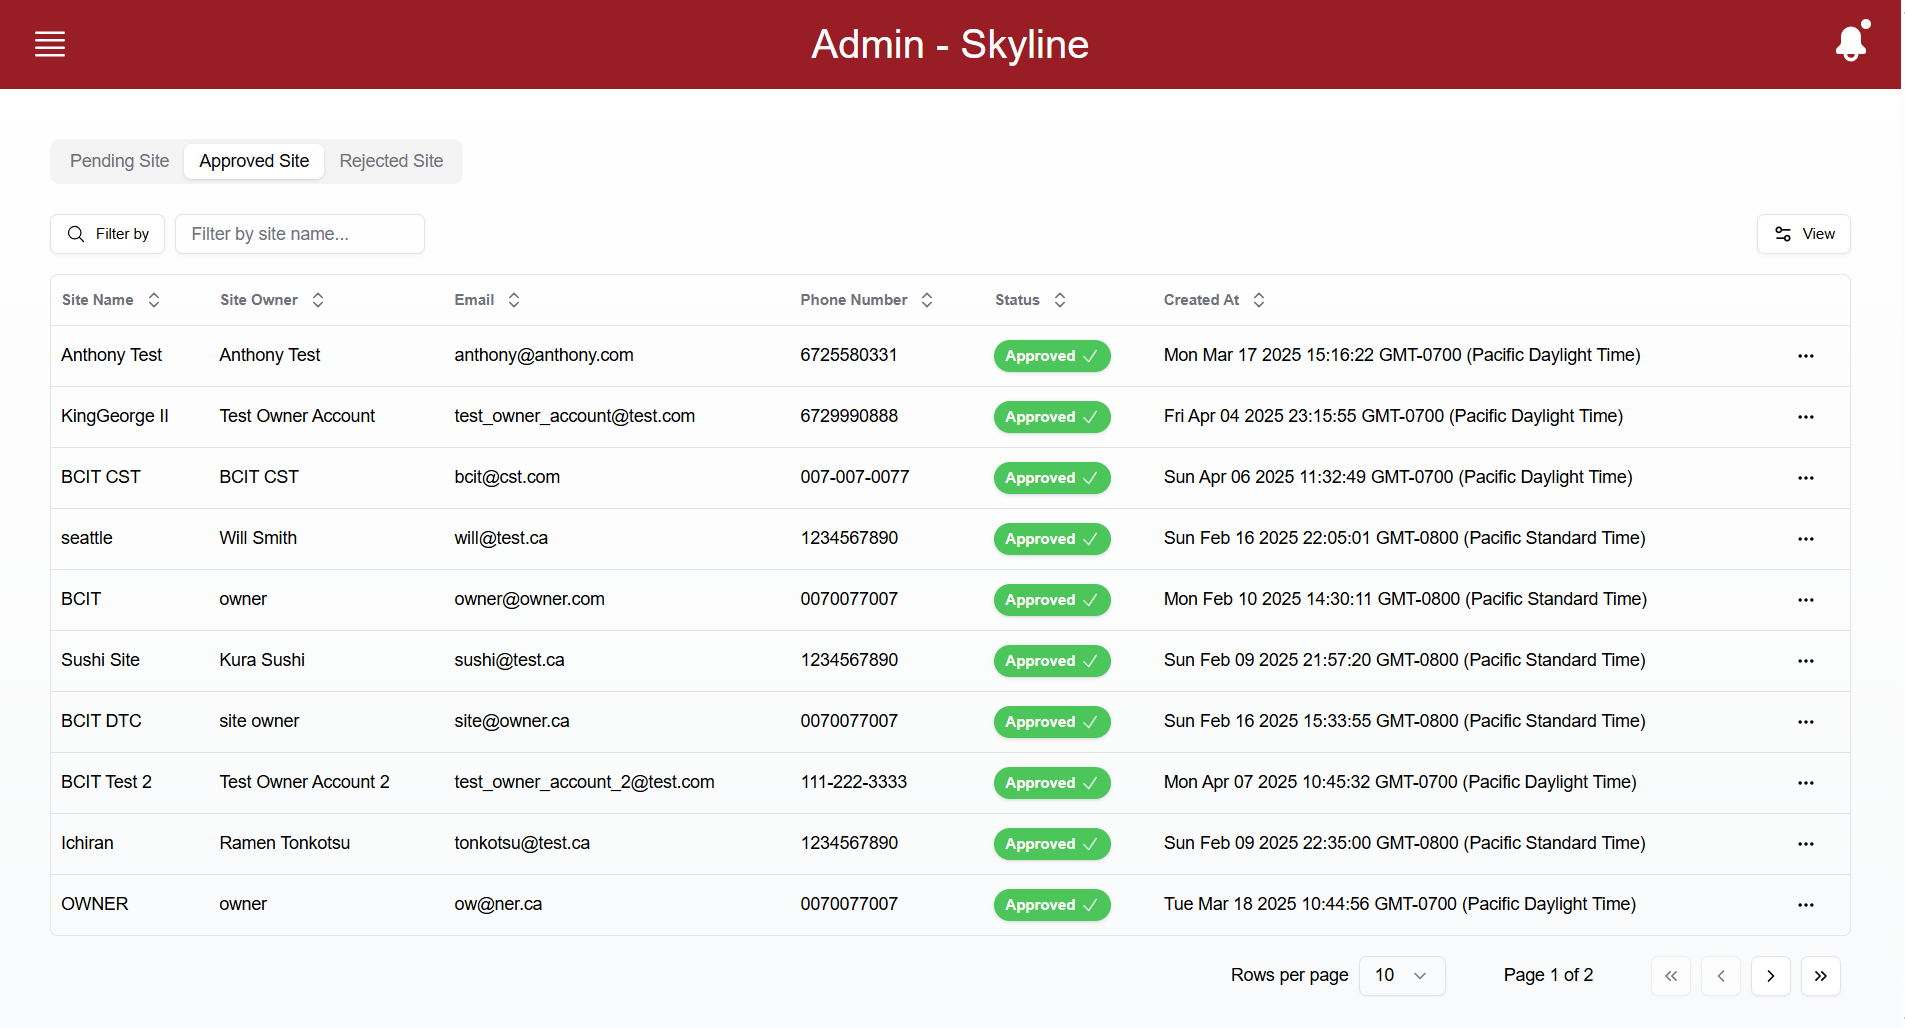 Admin - Skyline
Pending Site Approved Site Rejected Site
Filter by Filter by site name... View
Site Name Site Owner Email Phone Number Status Created At
Anthony Test Anthony Test anthony@anthony.com 6725580331 Approved Mon Mar 17 2025 15:16:22 GMT-0700 (Pacific Daylight Time)
KingGeorge II Test Owner Account test_owner_account@test.com 6729990888 Approved Fri Apr 04 2025 23:15:55 GMT-0700 (Pacific Daylight Time)
BCIT CST BCIT CST bcit@cst.com 007-007-0077 Approved Sun Apr 06 2025 11:32:49 GMT-0700 (Pacific Daylight Time)
seattle Will Smith will@test.ca 1234567890 Approved Sun Feb 16 2025 22:05:01 GMT-0800 (Pacific Standard Time)
BCIT owner owner@owner.com 0070077007 Approved Mon Feb 10 2025 14:30:11 GMT-0800 (Pacific Standard Time)
Sushi Site Kura Sushi sushi@test.ca 1234567890 Approved Sun Feb 09 2025 21:57:20 GMT-0800 (Pacific Standard Time)
BCIT DTC site owner site@owner.ca 0070077007 Approved Sun Feb 16 2025 15:33:55 GMT-0800 (Pacific Standard Time)
BCIT Test 2 Test Owner Account 2 test_owner_account_2@test.com 111-222-3333 Approved Mon Apr 07 2025 10:45:32 GMT-0700 (Pacific Daylight Time)
Ichiran Ramen Tonkotsu tonkotsu@test.ca 1234567890 Approved Sun Feb 09 2025 22:35:00 GMT-0800 (Pacific Standard Time)
OWNER owner ow@ner.ca 0070077007 Approved Tue Mar 18 2025 10:44:56 GMT-0700 (Pacific Daylight Time)
Rows per page 10 Page 1 of 2